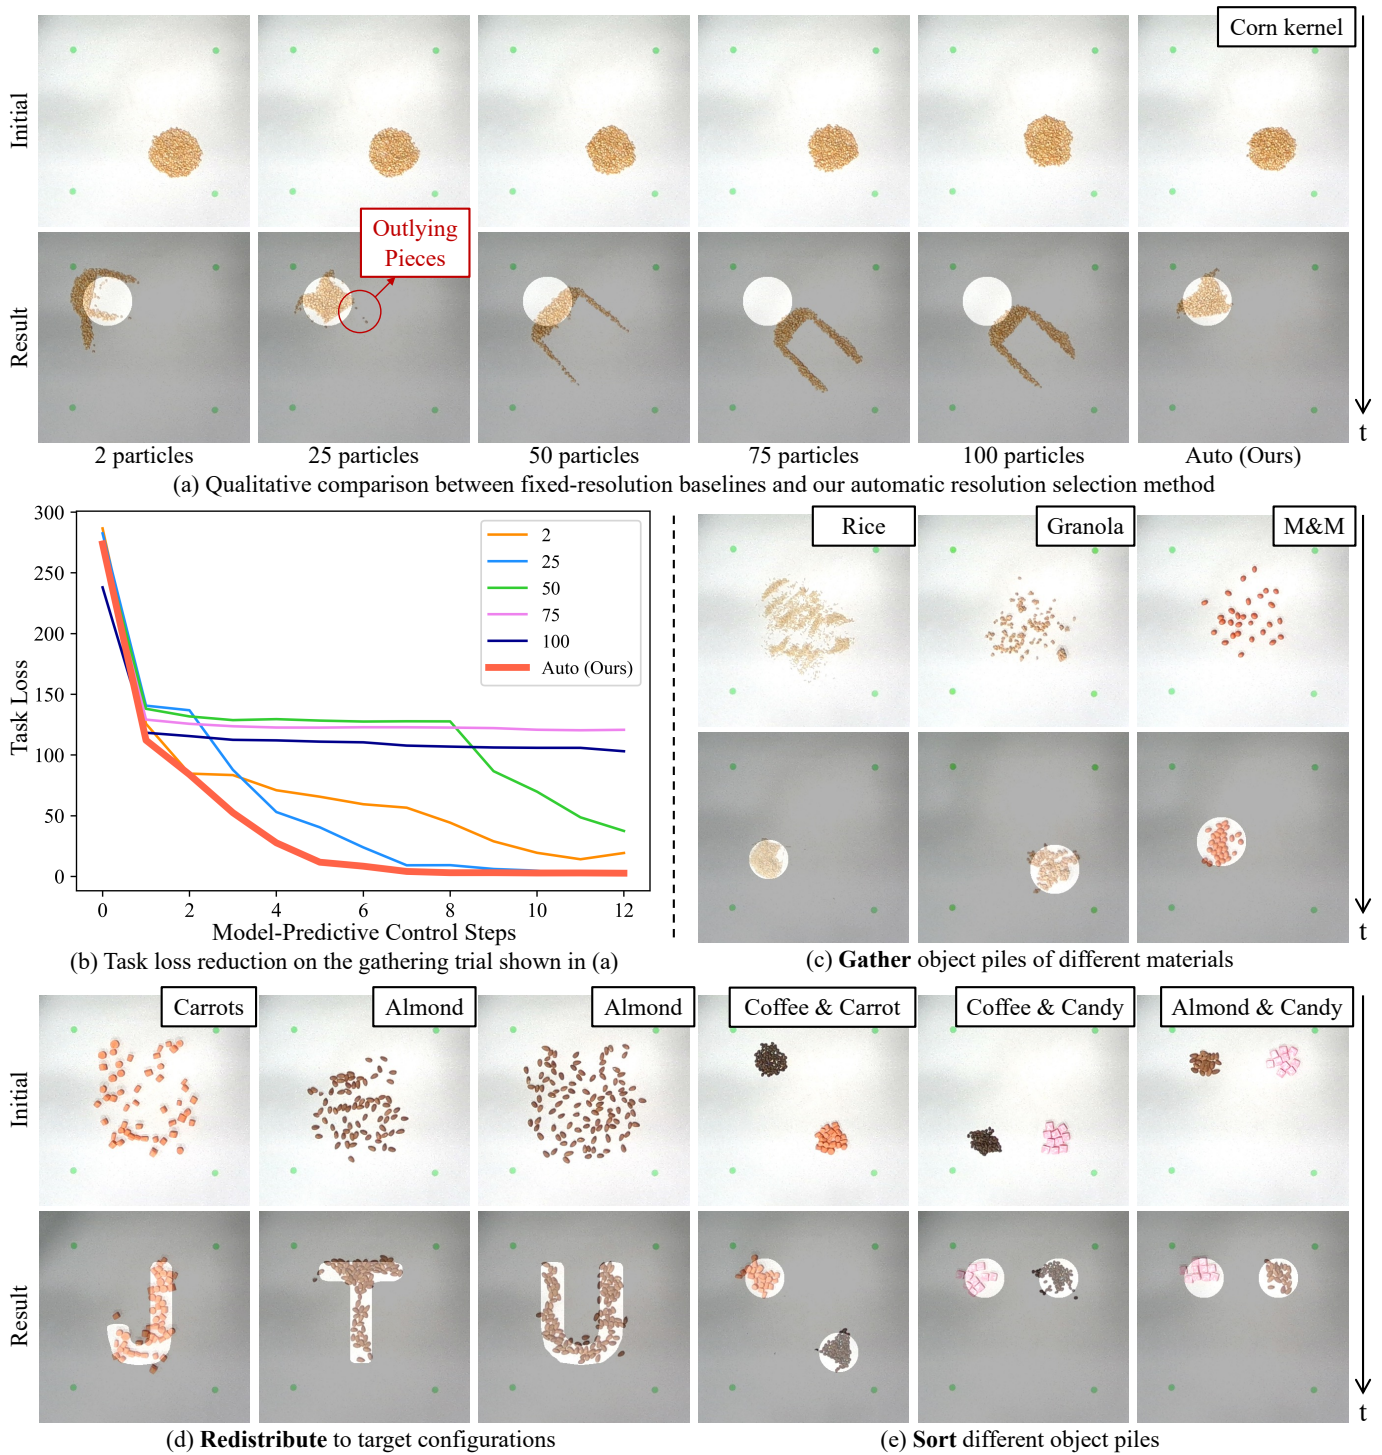 Corn kernel
Initial
Outlying
Pieces
Result
t
2 particles
25 particles
50 particles
75 particles
100 particles
Auto (Ours)
(a) Qualitative comparison between fixed-resolution baselines and our automatic resolution selection method
300
250
200
150
100
50
0
Task Loss
2
25
50
75
100
Auto (Ours)
0
2
4
6
8
10
12
Model-Predictive Control Steps
(b) Task loss reduction on the gathering trial shown in (a)
Rice
Granola
M&M
t
(c) Gather object piles of different materials
Carrots
Almond
Almond
Coffee & Carrot
Coffee & Candy
Almond & Candy
Initial
Result
J
T
U
t
(d) Redistribute to target configurations
(e) Sort different object piles